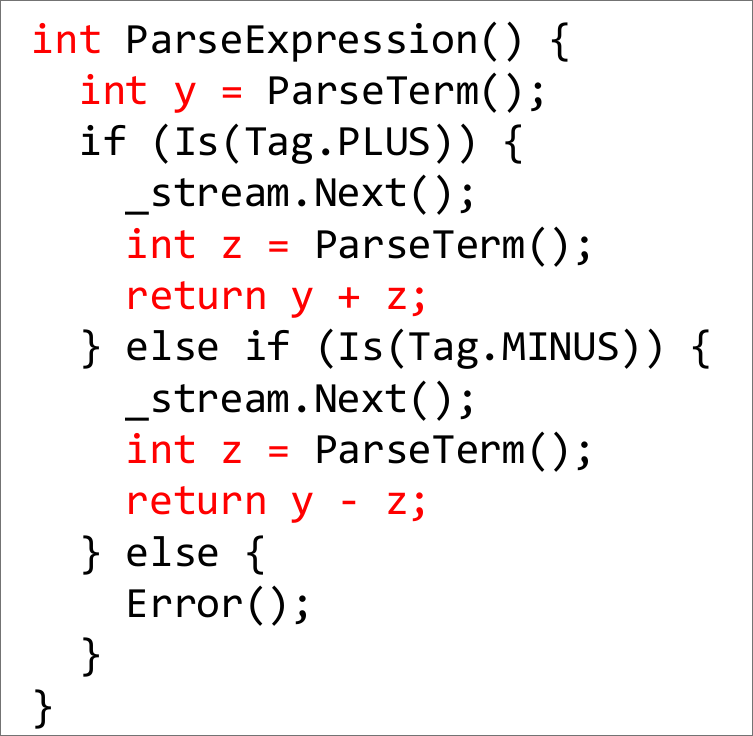 int ParseExpression() {
  int y = ParseTerm();
  if (Is(Tag.PLUS)) {
    _stream.Next();
    int z = ParseTerm();
    return y + z;
  } else if (Is(Tag.MINUS)) {
    _stream.Next();
    int z = ParseTerm();
    return y - z;
  } else {
    Error();
  }
}